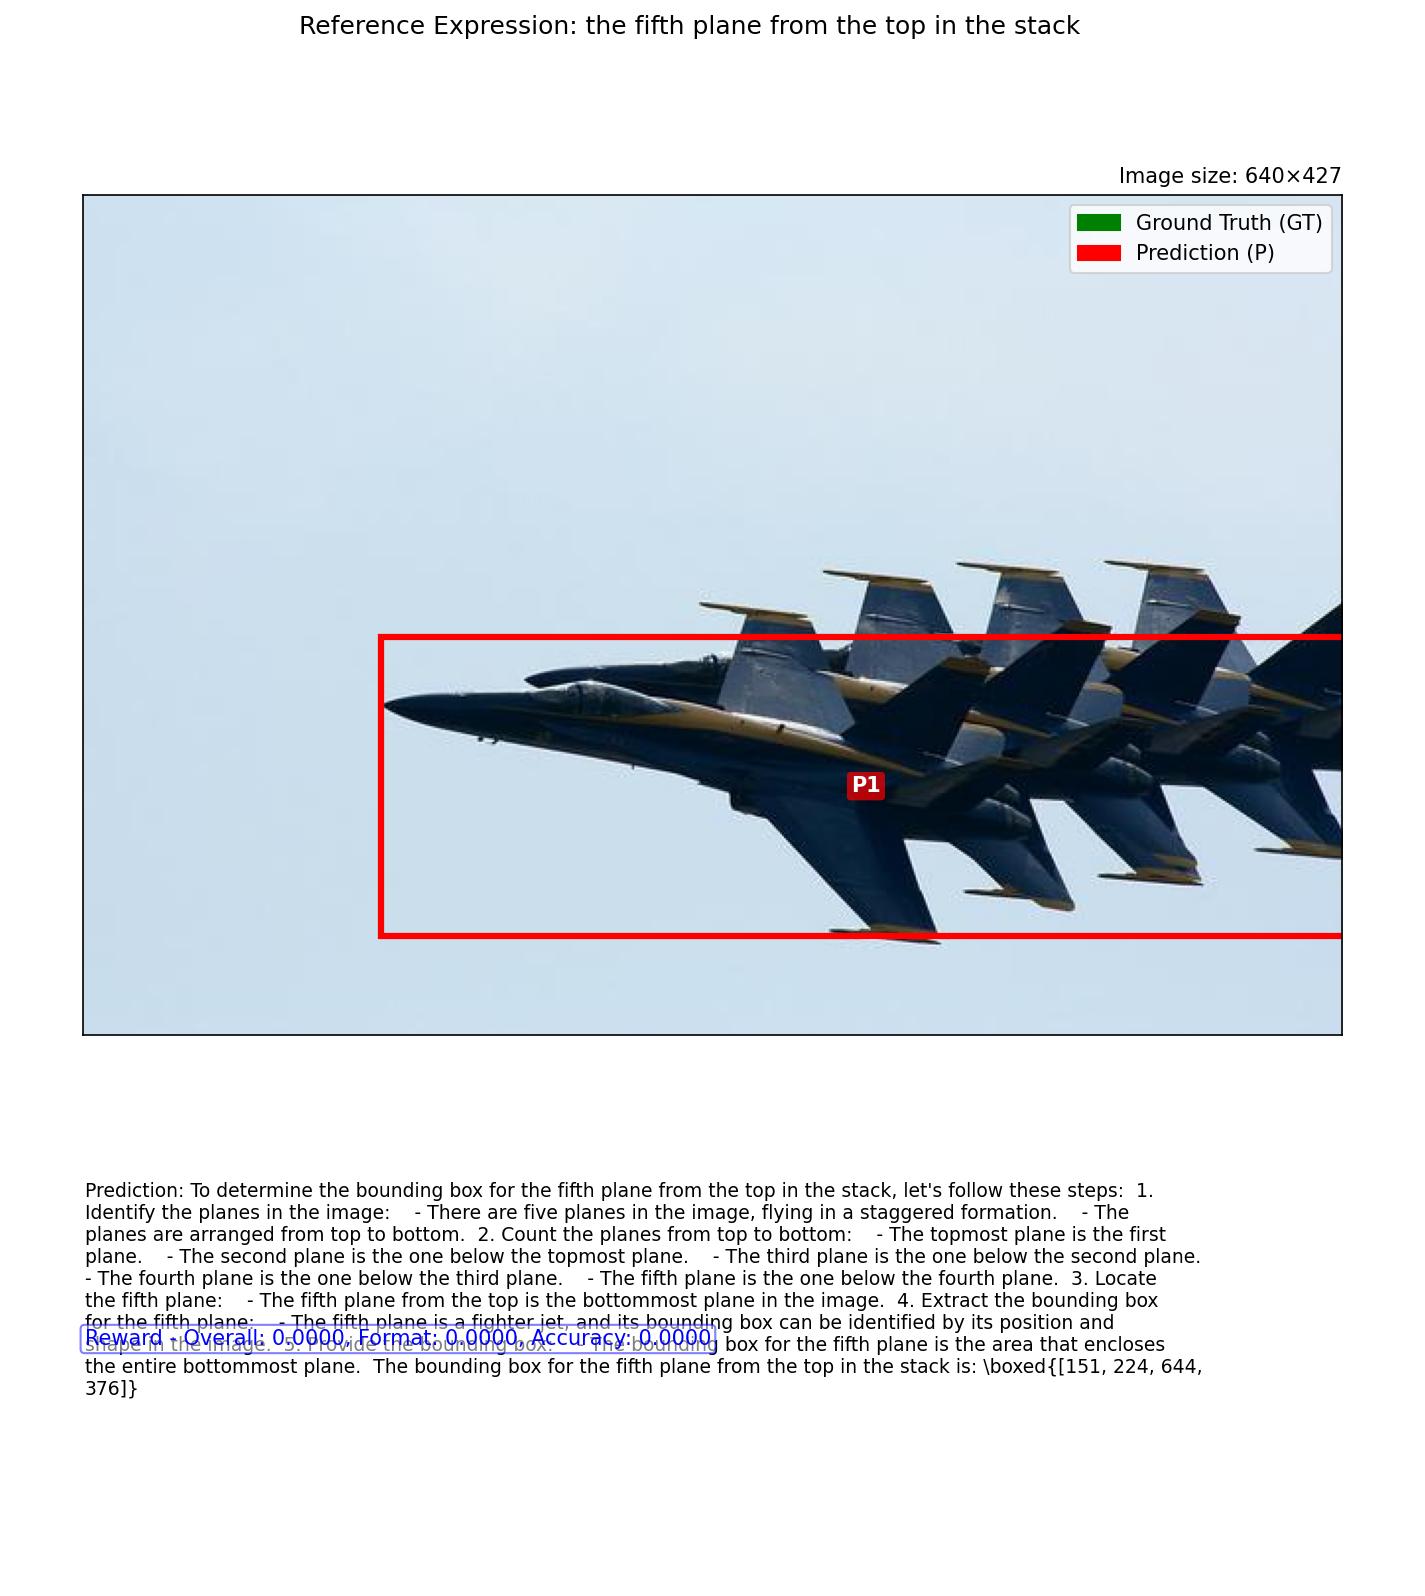 Reference Expression: the fifth plane from the top in the stack
Image size: 640×427
Ground Truth (GT)
Prediction (P)
P1
Prediction: To determine the bounding box for the fifth plane from the top in the stack, let's follow these steps:  1.
Identify the planes in the image:    - There are five planes in the image, flying in a staggered formation.    - The
planes are arranged from top to bottom.  2. Count the planes from top to bottom:    - The topmost plane is the first
plane.    - The second plane is the one below the topmost plane.    - The third plane is the one below the second plane.
- The fourth plane is the one below the third plane.    - The fifth plane is the one below the fourth plane.  3. Locate
the fifth plane:    - The fifth plane from the top is the bottommost plane in the image.  4. Extract the bounding box
for the fifth plane:    - The fifth plane is a fighter jet, and its bounding box can be identified by its position and
Reward - Overall: 0.0000, Format: 0.0000, Accuracy: 0.0000
shape in the image.  5. Provide the bounding box:    - The bounding box for the fifth plane is the area that encloses
the entire bottommost plane.  The bounding box for the fifth plane from the top in the stack is: \boxed{[151, 224, 644,
376]}